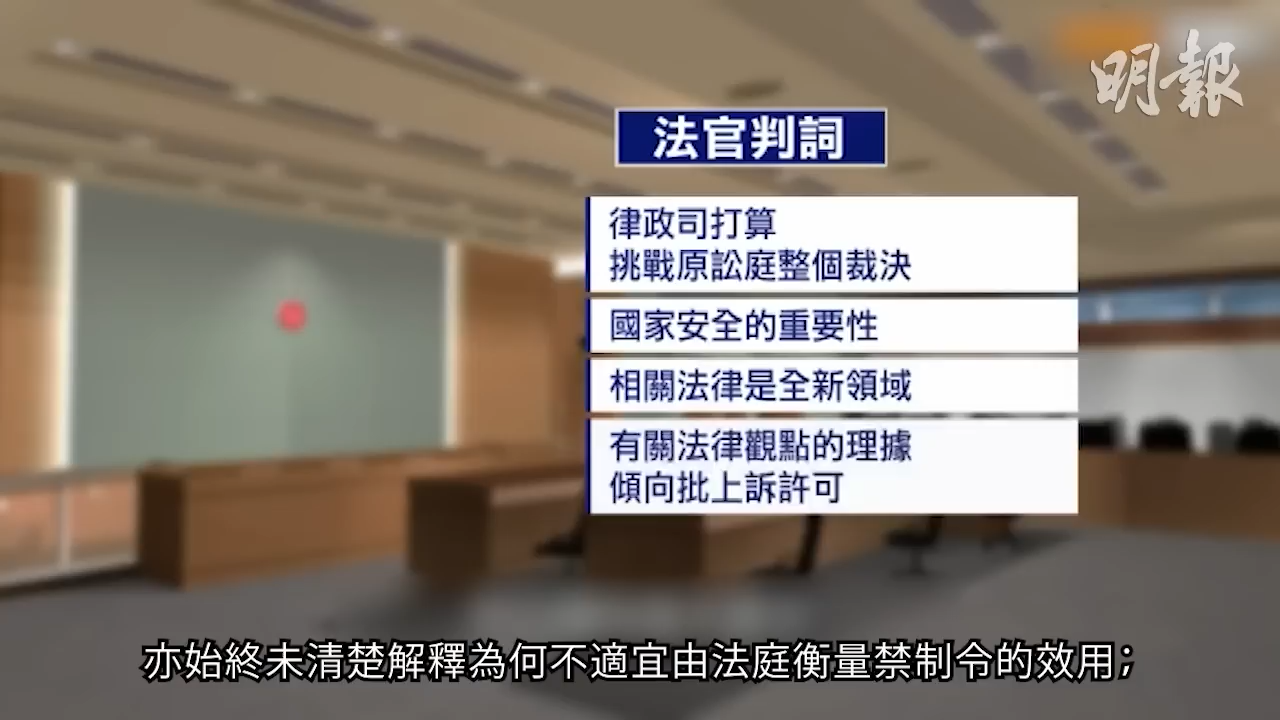 明報
法官判詞
律政司打算
挑戰原訟庭整個裁決
國家安全的重要性
相關法律是全新領域
有關法律觀點的理據
傾向批上訴許可
亦始終未清楚解釋為何不適宜由法庭衡量禁制令的效用；